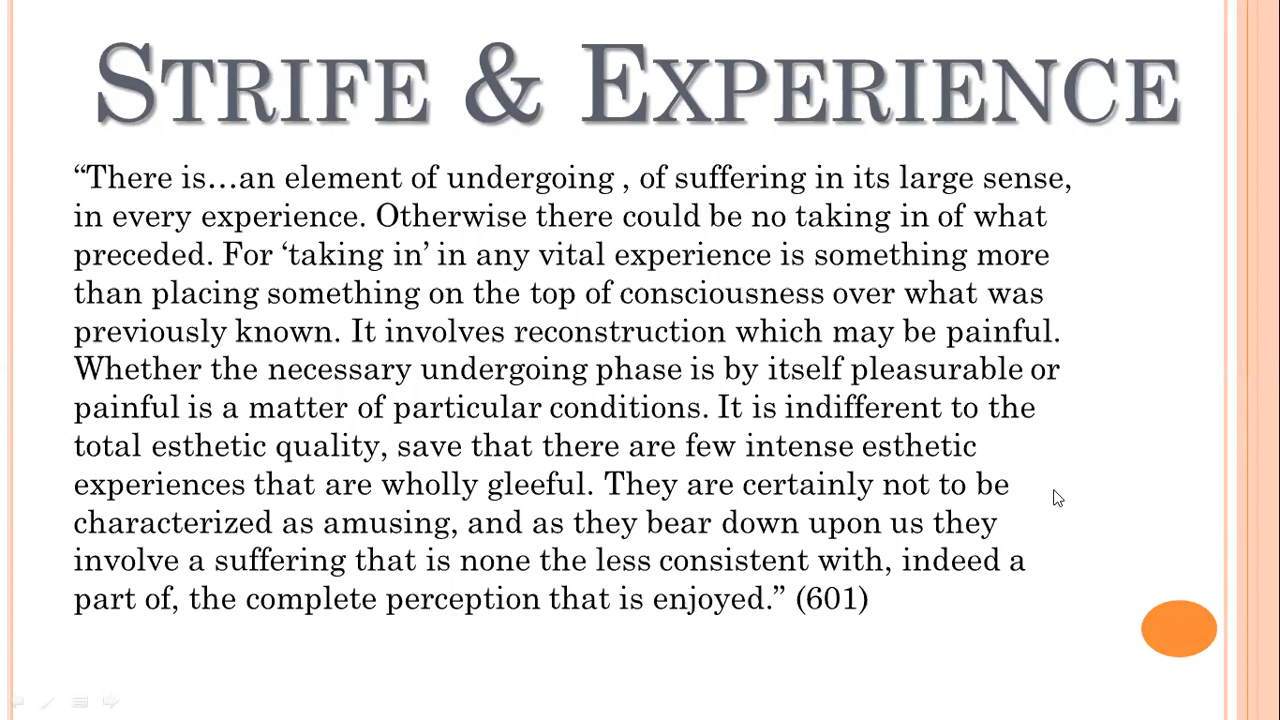 STRIFE & EXPERIENCE
“There is…an element of undergoing , of suffering in its large sense,
in every experience. Otherwise there could be no taking in of what
preceded. For ‘taking in’ in any vital experience is something more
than placing something on the top of consciousness over what was
previously known. It involves reconstruction which may be painful.
Whether the necessary undergoing phase is by itself pleasurable or
painful is a matter of particular conditions. It is indifferent to the
total esthetic quality, save that there are few intense esthetic
experiences that are wholly gleeful. They are certainly not to be
characterized as amusing, and as they bear down upon us they
involve a suffering that is none the less consistent with, indeed a
part of, the complete perception that is enjoyed.” (601)